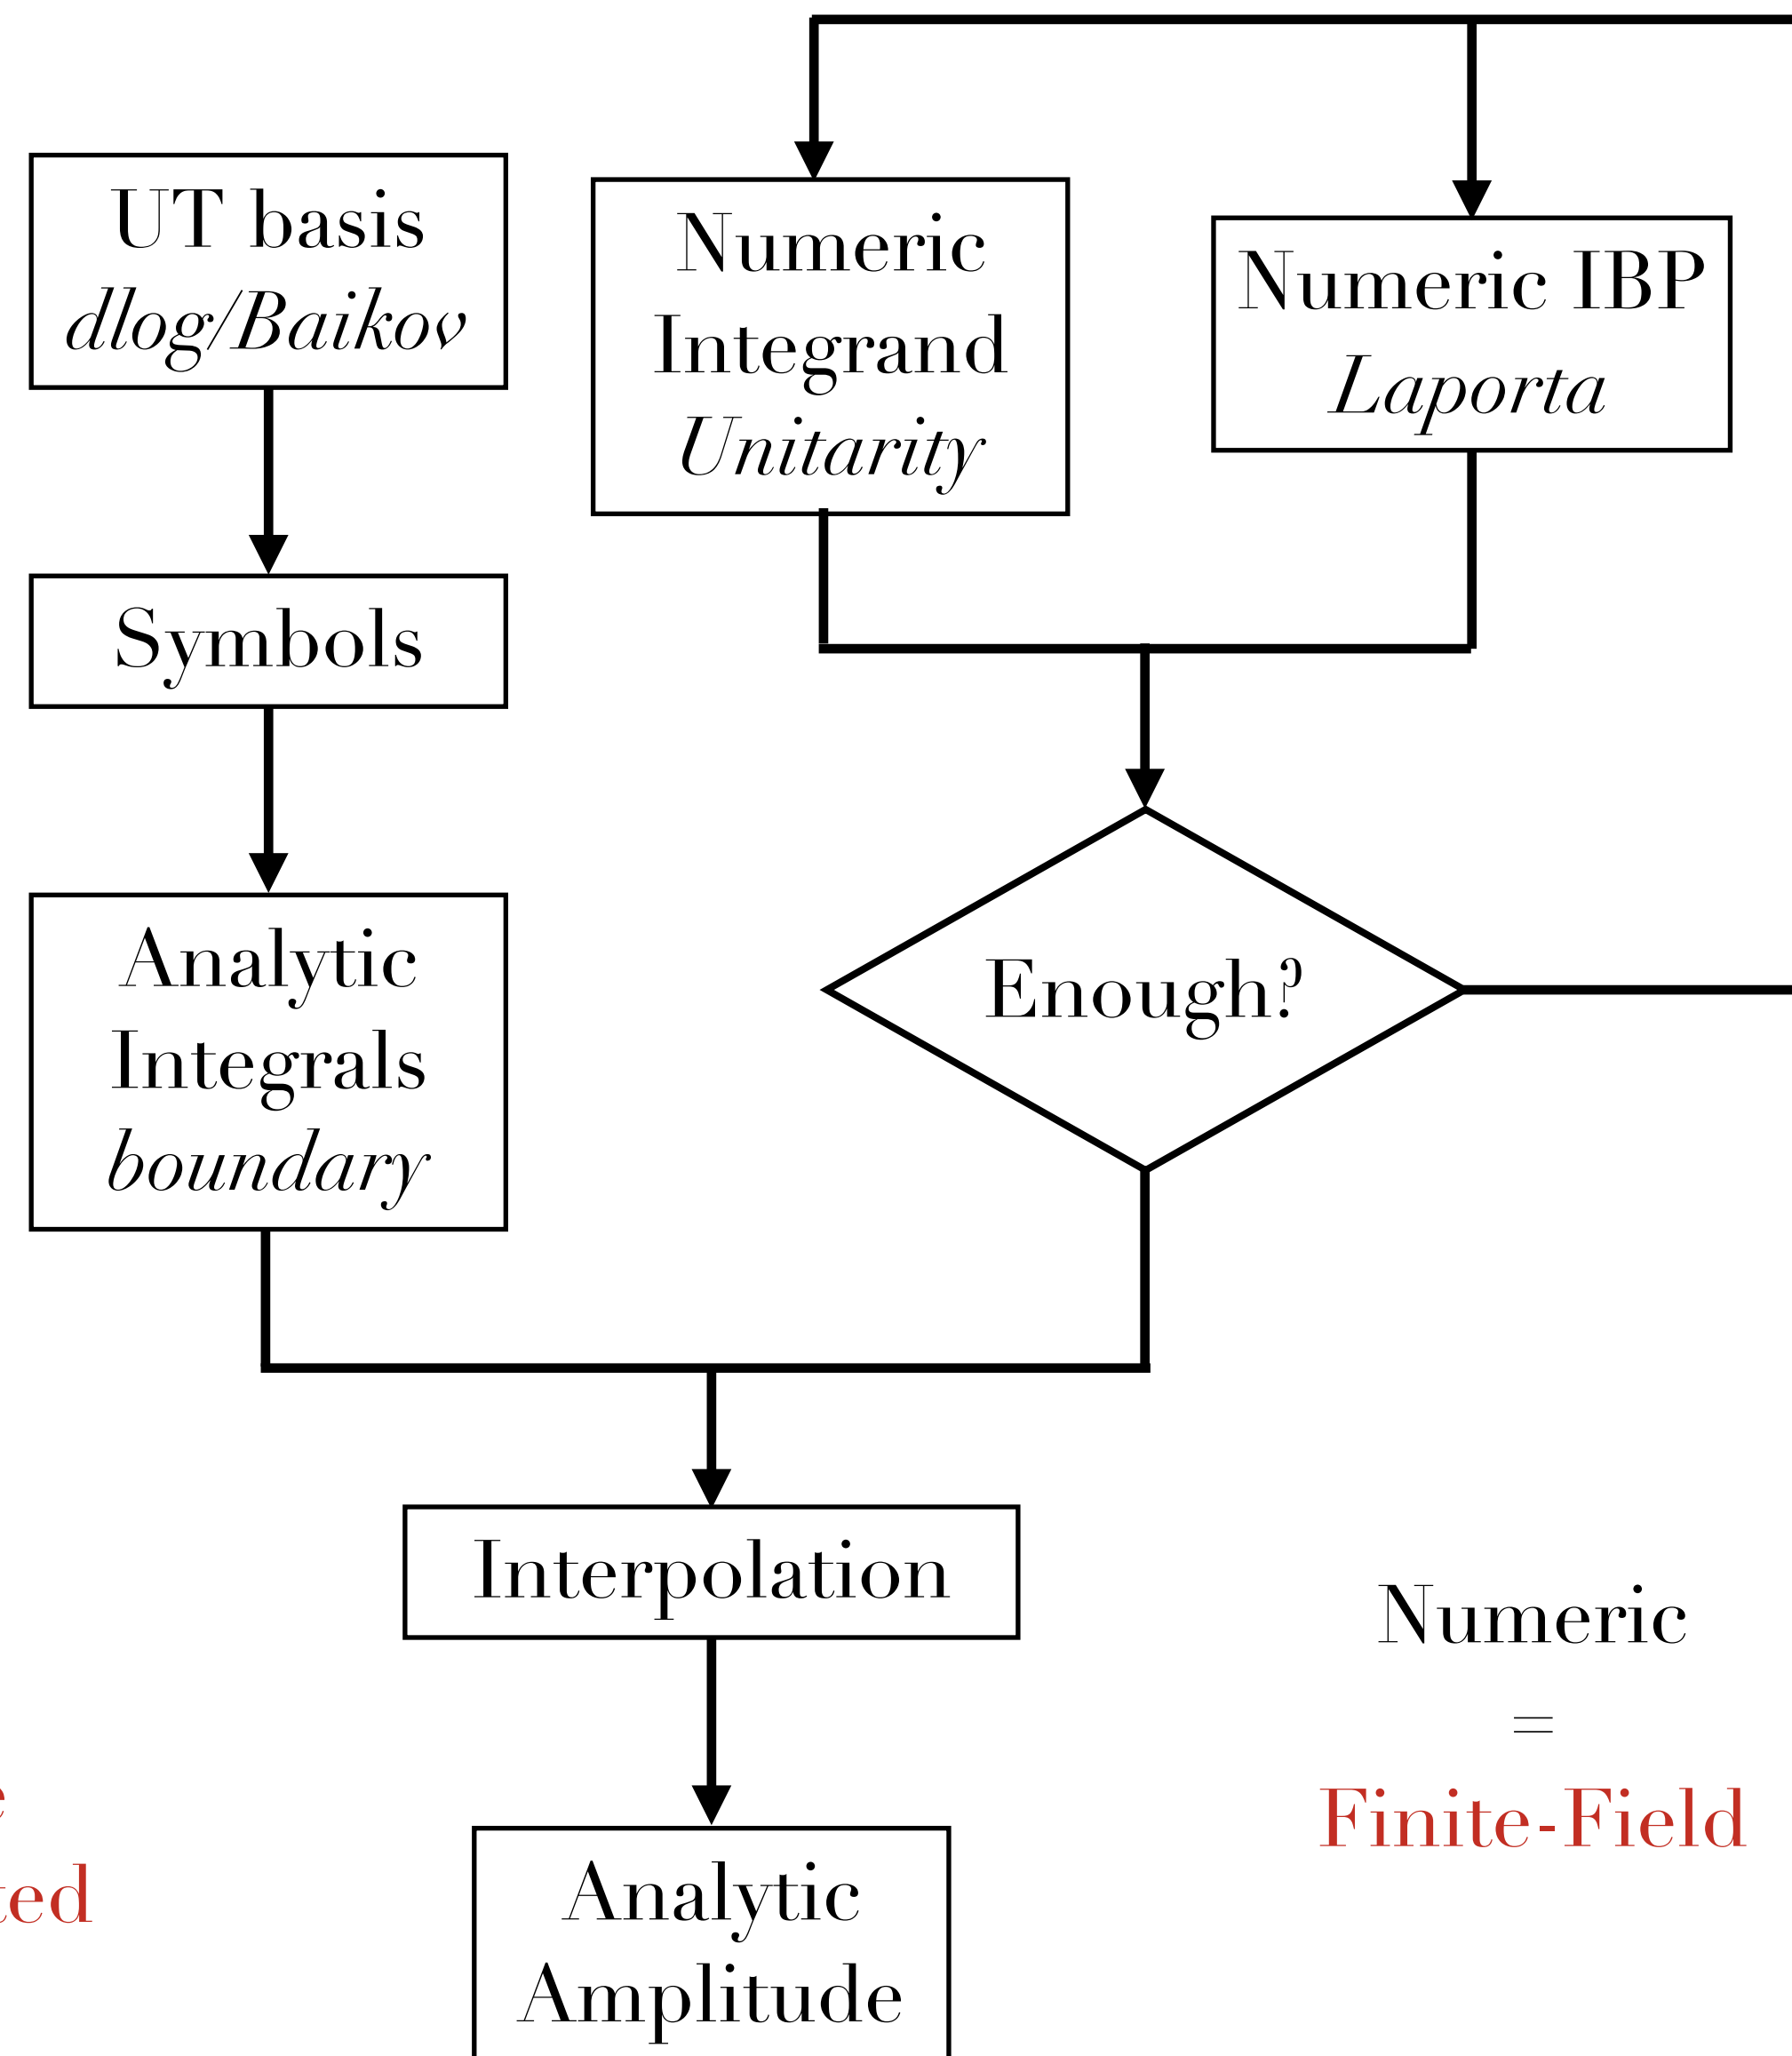 UT basis
dlog/Baikov
Symbols
Analytic
Integrals
boundary
Numeric
Integrand
Unitarity
Numeric IBP
Laporta
Enough?
Interpolation
Analytic
Amplitude
Numeric
=
Finite-Field